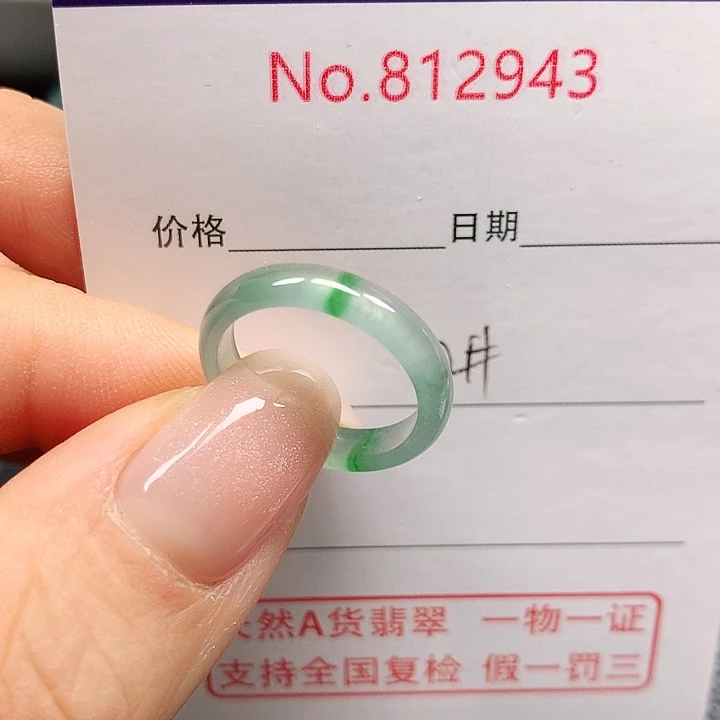 No.812943
价格 日期
#
然A货翡翠 一物一证
支持全国复检 假一罚三